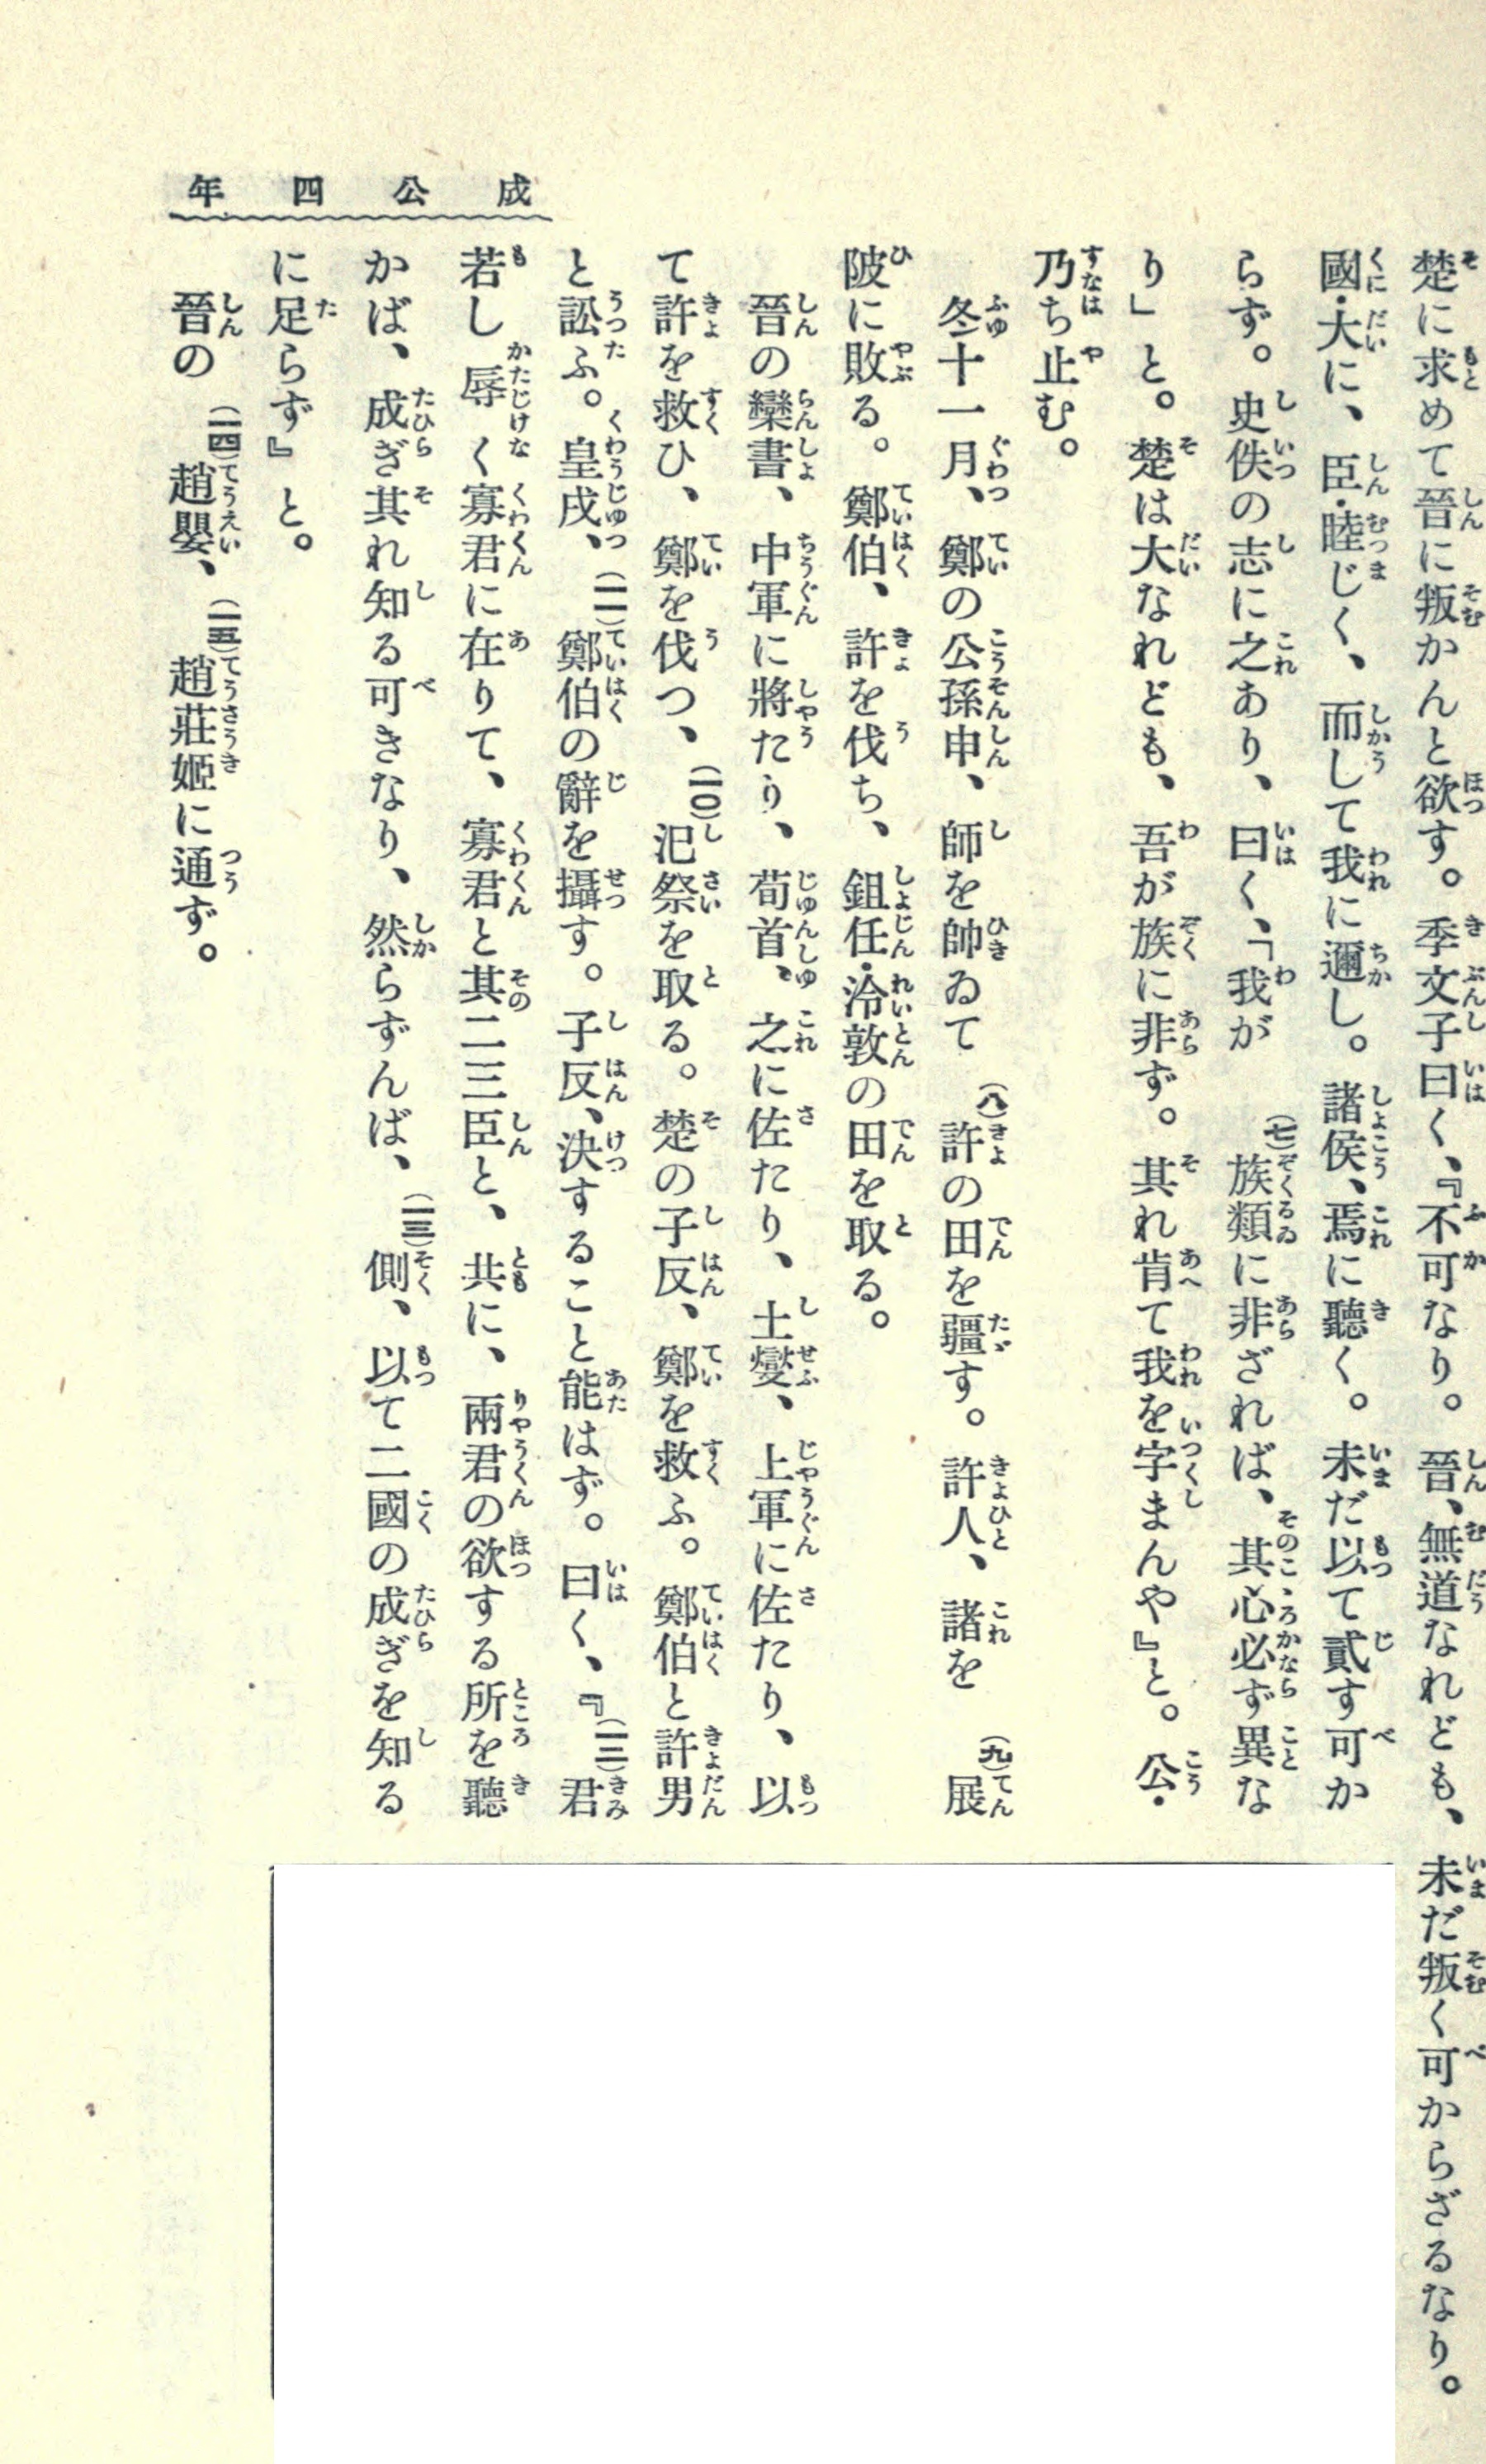 成公四年
楚に求めて晉に叛かんと欲す。季文子曰く、『不可なり。晉、無道なれども、未だ叛く可からざるなり。
國・大に、臣・睦じく、而して我に邇し。諸侯、焉に聽く。未だ以て貳す可か
らず。史佚の志に之あり、曰く、「我が(七)族類に非ざれば、其心必ず異な
り」と。楚は大なれども、吾が族に非ず。其れ肯て我を字まんや』と。公・
乃ち止む。
冬十一月、鄭の公孫申、師を帥ゐて(八)許の田を疆す。許人、諸を(九)展
陂に敗る。鄭伯、許を伐ち、鉏任・泠敦の田を取る。
晉の欒書、中軍に將たり、荀首、之に佐たり、士燮、上軍に佐たり、以
て許を救ひ、鄭を伐つ、(一〇)汜祭を取る。楚の子反、鄭を救ふ。鄭伯と許男
と訟ふ。皇戌、(一一)鄭伯の辭を攝す。子反、決すること能はず。曰く、『(一二)君
若し辱く寡君に在りて、寡君と其二三臣と、共に、兩君の欲する所を聽
かば、成ぎ其れ知る可きなり、然らずんば、(一三)側、以て二國の成ぎを知る
に足らず』と。
晉の(一四)趙嬰、(一五)趙莊姬に通ず。